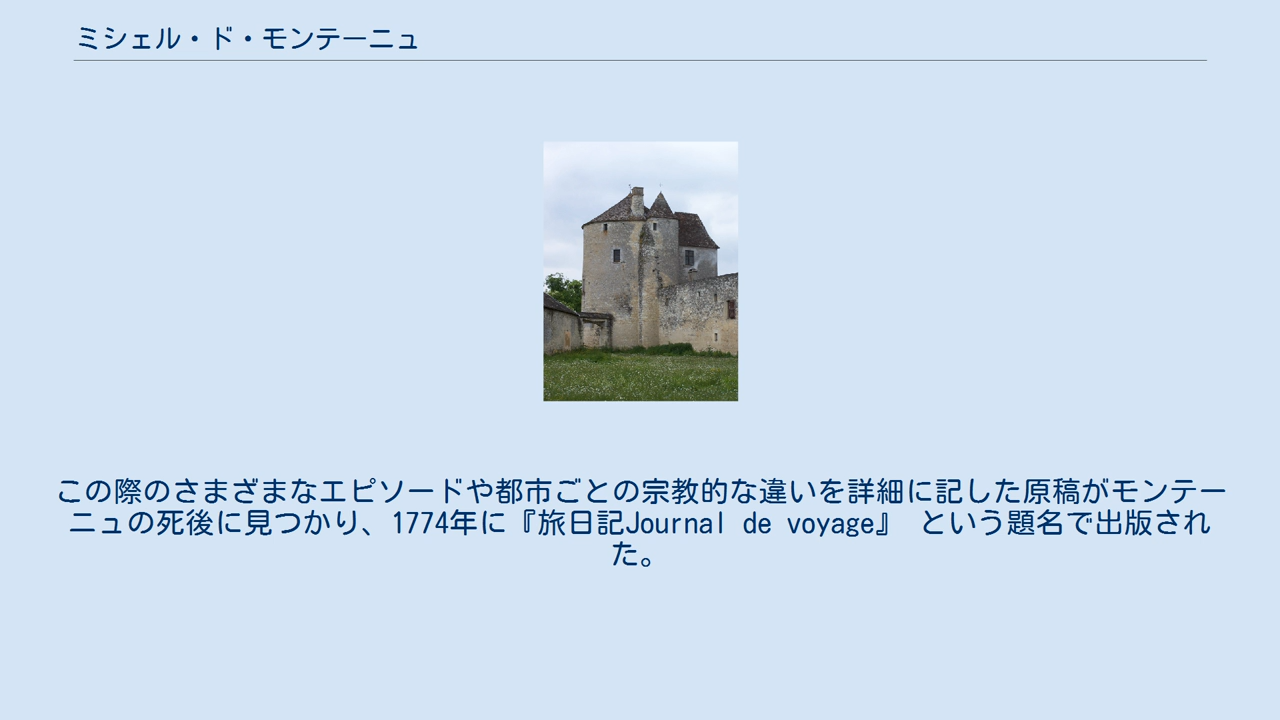 ミシェル・ド・モンテーニュ
この際のさまざまなエピソードや都市ごとの宗教的な違いを詳細に記した原稿がモンテー
ニュの死後に見つかり、1774年に『旅日記Journal de voyage』 という題名で出版され
た。